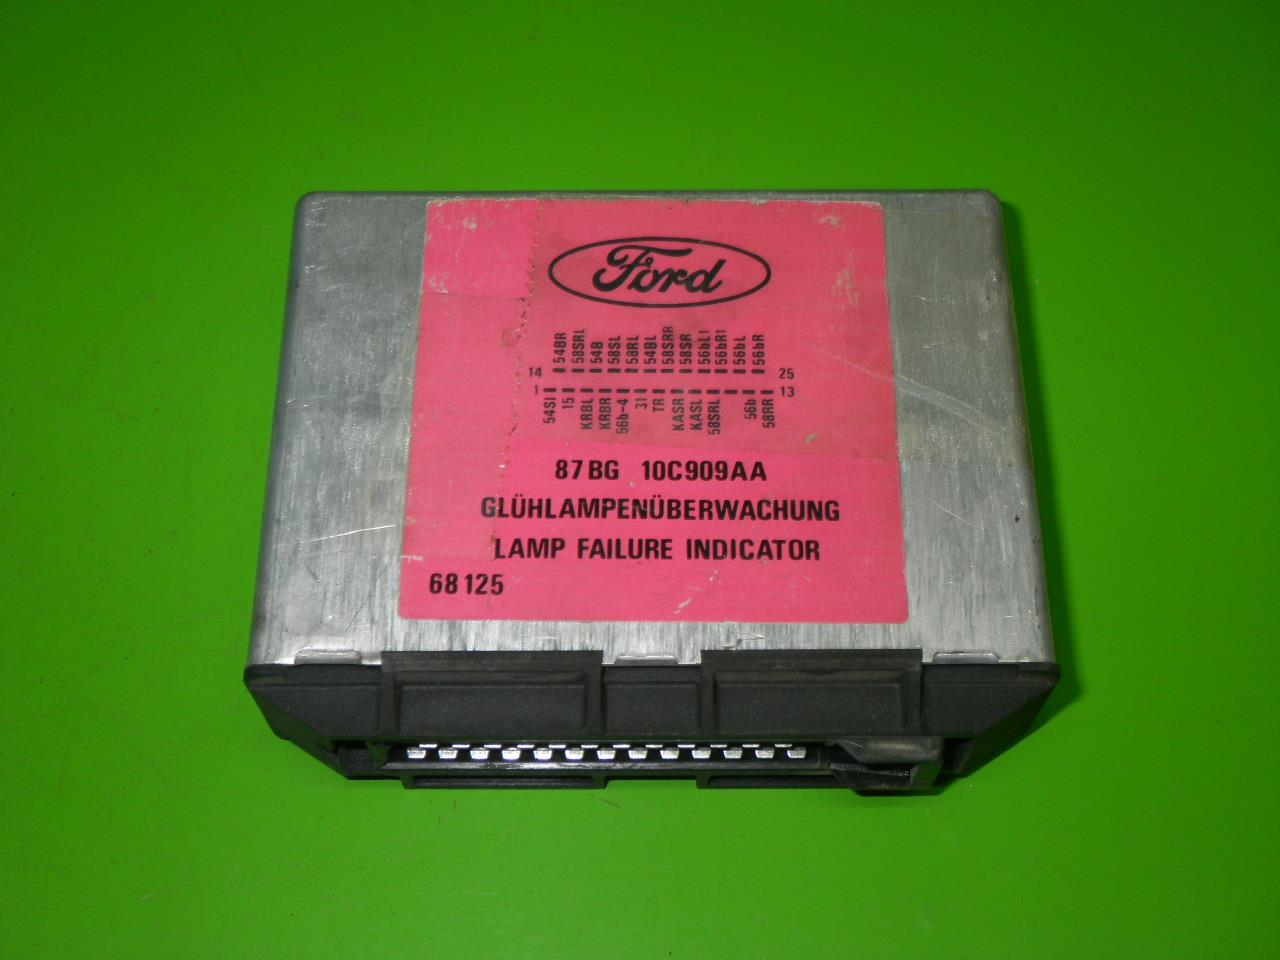 Ford
54BR 58SRL 54B 58SL 58RL 54BL 58SRR 58SR 56bL1 56bR1 56bL 56bR
14 25
1 13
54SI 15 KRBL KRBR 56b-4 31 TR KASR KASL 58SRL 56b 58RR
87BG 10C909AA
GLÜHLAMPENÜBERWACHUNG
LAMP FAILURE INDICATOR
68125